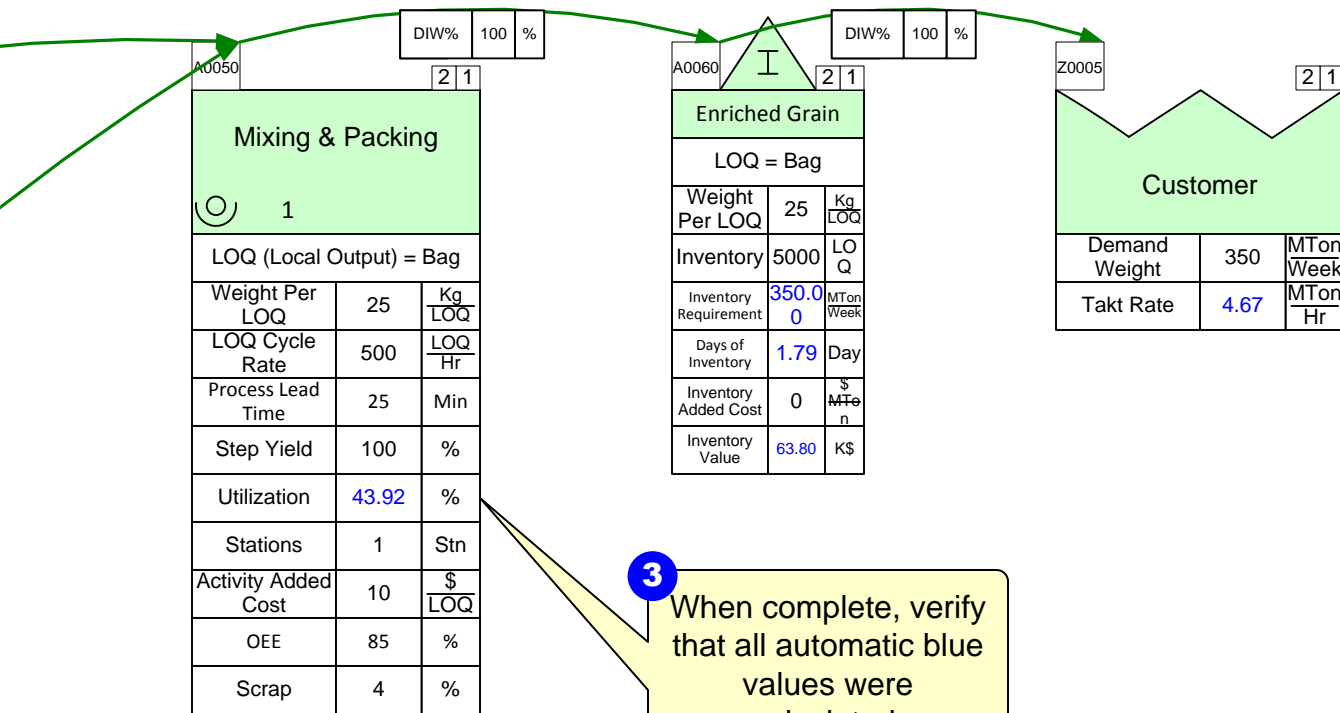 DIW% 100 %
DIW% 100 %
A0050
2 1
Mixing & Packing
1
LOQ (Local Output) = Bag
Weight Per
LOQ
25
Kg
LOQ
LOQ Cycle
Rate
500
LOQ
Hr
Process Lead
Time
25
Min
Step Yield
100
%
Utilization
43.92
%
Stations
1
Stn
Activity Added
Cost
10
$
LOQ
OEE
85
%
Scrap
4
%
A0060
I
2 1
Enriched Grain
LOQ = Bag
Weight
Per LOQ
25
Kg
LOQ
Inventory
5000
LO
Q
Inventory
Requirement
350.0
0
MTon
Week
Days of
Inventory
1.79
Day
Inventory
Added Cost
0
$
MTo
n
Inventory
Value
63.80
K$
Z0005
2 1
Customer
Demand
Weight
350
MTon
Week
Takt Rate
4.67
MTon
Hr
3
When complete, verify
that all automatic blue
values were